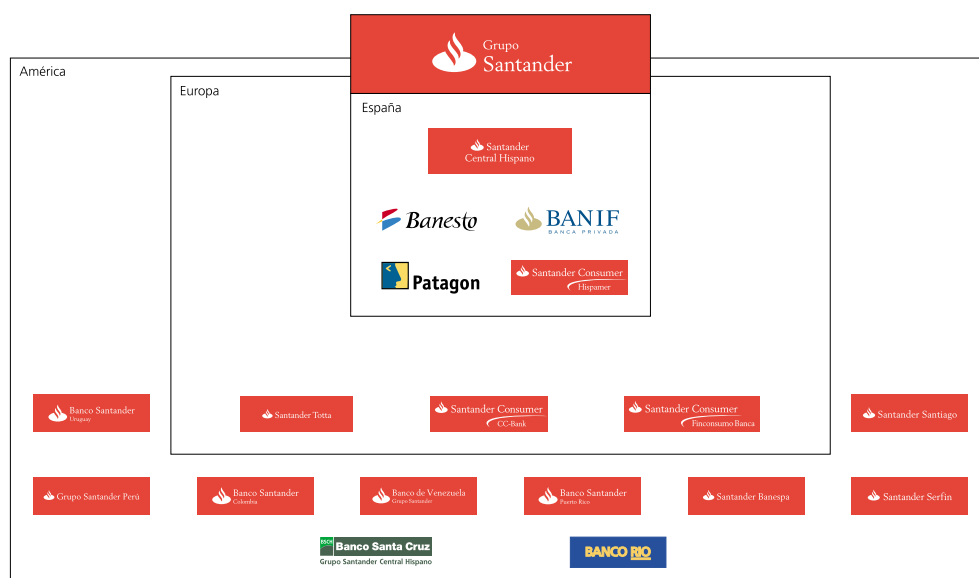 Grupo
Santander
América
Europa
España
Santander
Central Hispano
Banesto
BANIF
BANCA PRIVADA
Patagon
Santander Consumer
Hispamer
Banco Santander
Uruguay
Santander Totta
Santander Consumer
CC-Bank
Santander Consumer
Finconsumo Banca
Santander Santiago
Grupo Santander Perú
Banco Santander
Colombia
Banco de Venezuela
Grupo Santander
Banco Santander
Puerto Rico
Santander Banespa
Santander Serfin
BSCH Banco Santa Cruz
Grupo Santander Central Hispano
BANCO RIO